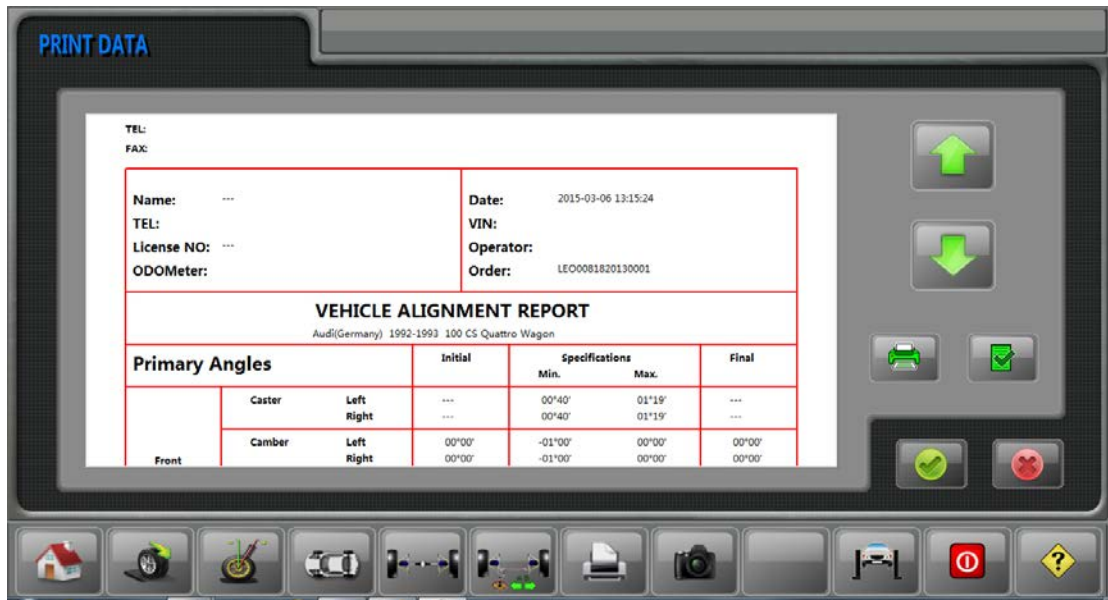 PRINT DATA
TEL:
FAX:
Name: ---
Date: 2015-03-06 13:15:24
TEL:
VIN:
License NO: ---
Operator:
ODOMeter:
Order: LEO0081820130001
VEHICLE ALIGNMENT REPORT
Audi(Germany) 1992-1993 100 CS Quattro Wagon
Primary Angles Initial Specifications Final
Min. Max.
Caster Left --- 00°40' 01°19' ---
Right --- 00°40' 01°19' ---
Camber Left 00°00' -01°00' 00°00' 00°00'
Front Right 00°00' -01°00' 00°00' 00°00'
?